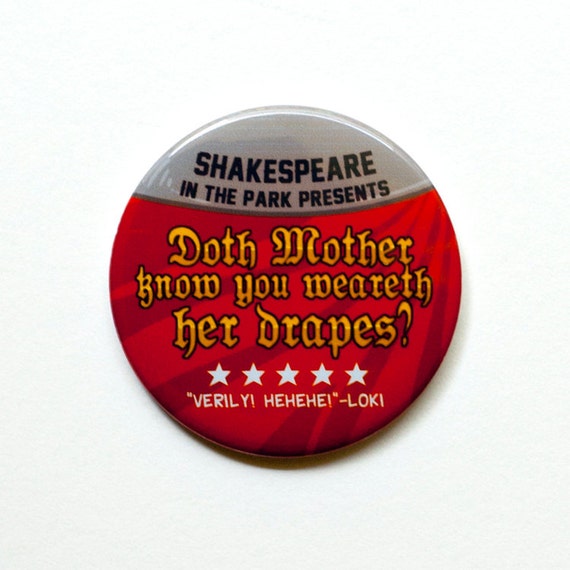 SHAKESPEARE
IN THE PARK PRESENTS
Doth Mother
know you weareth
her drapes?
"VERILY! HEHEHE!"-LOKI